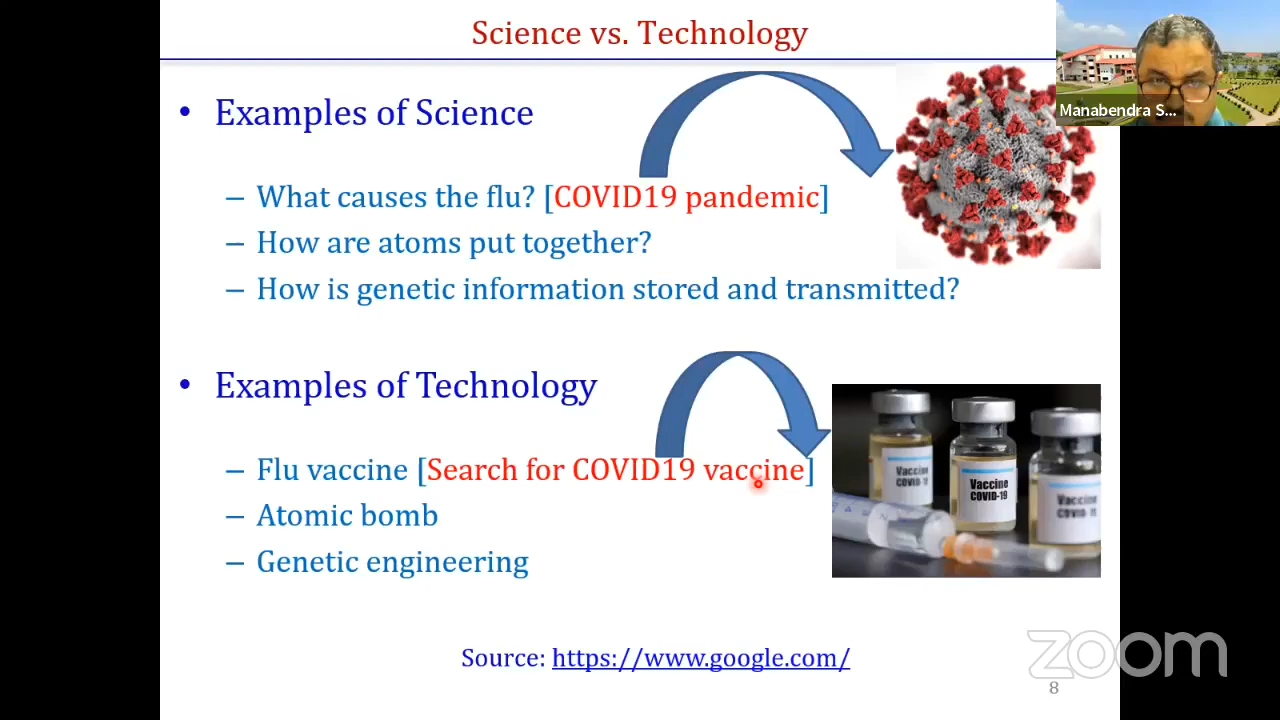 Science vs. Technology
Manabendra S...
• Examples of Science
– What causes the flu? [COVID19 pandemic]
– How are atoms put together?
– How is genetic information stored and transmitted?
• Examples of Technology
– Flu vaccine [Search for COVID19 vaccine]
– Atomic bomb
– Genetic engineering
Vaccine
COVID-19
Vaccine
COVID-19
Vaccine
COVID-19
Source: https://www.google.com/
zoom
8